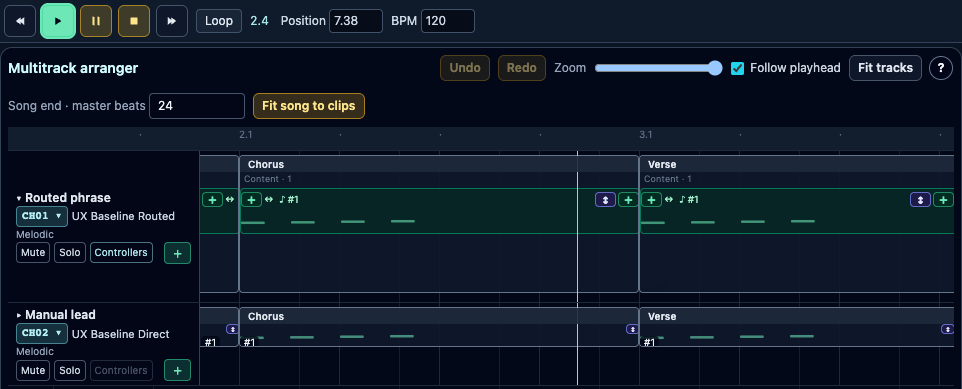 Loop 2.4 Position 7.38 BPM 120
Multitrack arranger Undo Redo Zoom Follow playhead Fit tracks ?
Song end · master beats 24 Fit song to clips
2.1 3.1
Chorus Verse
Content · 1 Content · 1
Routed phrase
+ ↔ + ↔ ♪ #1 + + ↔ ♪ #1 +
CH01 UX Baseline Routed
Melodic
Mute Solo Controllers +
Manual lead Chorus Verse
CH02 UX Baseline Direct
#1 #1 #1
Melodic
Mute Solo Controllers +